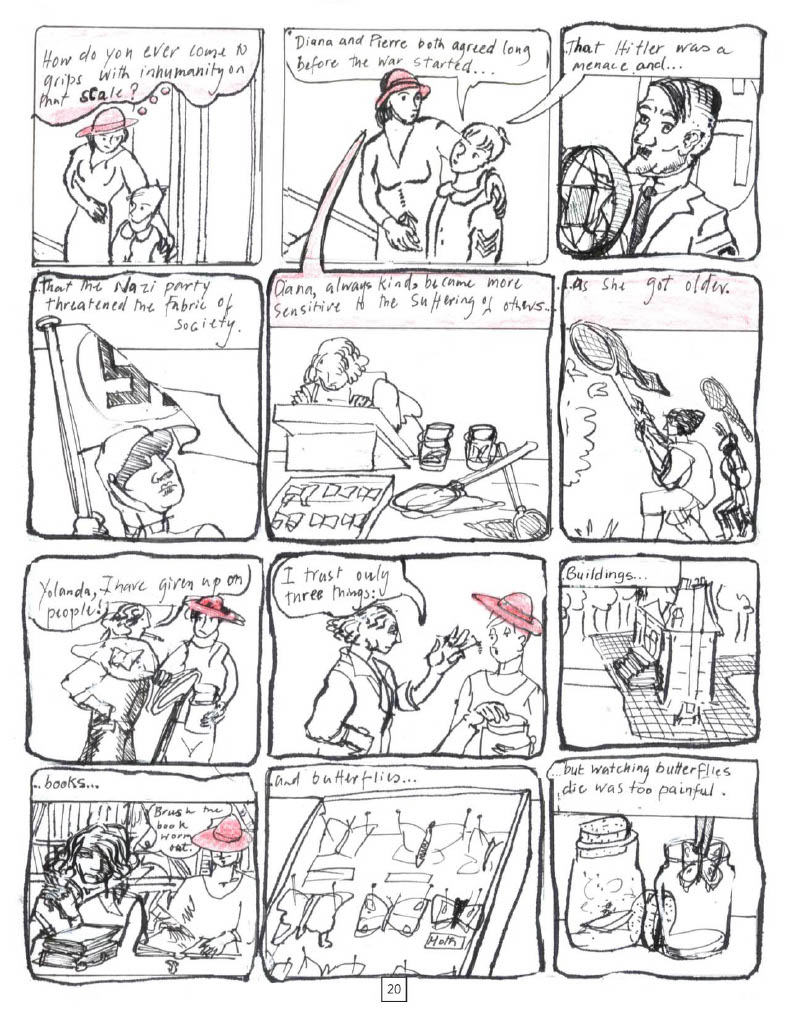 How do you ever come to
grips with inhumanity on
that scale?
Diana and Pierre both agreed long
before the war started...
...That Hitler was a
menace and...
...that the Nazi party
threatened the fabric of
society.
Diana, always kind, became more
sensitive to the suffering of others...
...as she got older.
Yolanda, I have given up on
people!
I trust only
three things:
Buildings...
...books...
Brush the
book
worm
out.
...and butterflies...
Moth
...but watching butterflies
die was too painful.
20